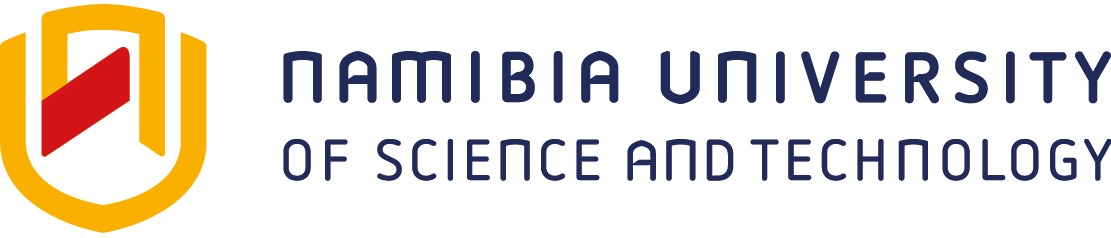 NAMIBIA UNIVERSITY
OF SCIENCE AND TECHNOLOGY